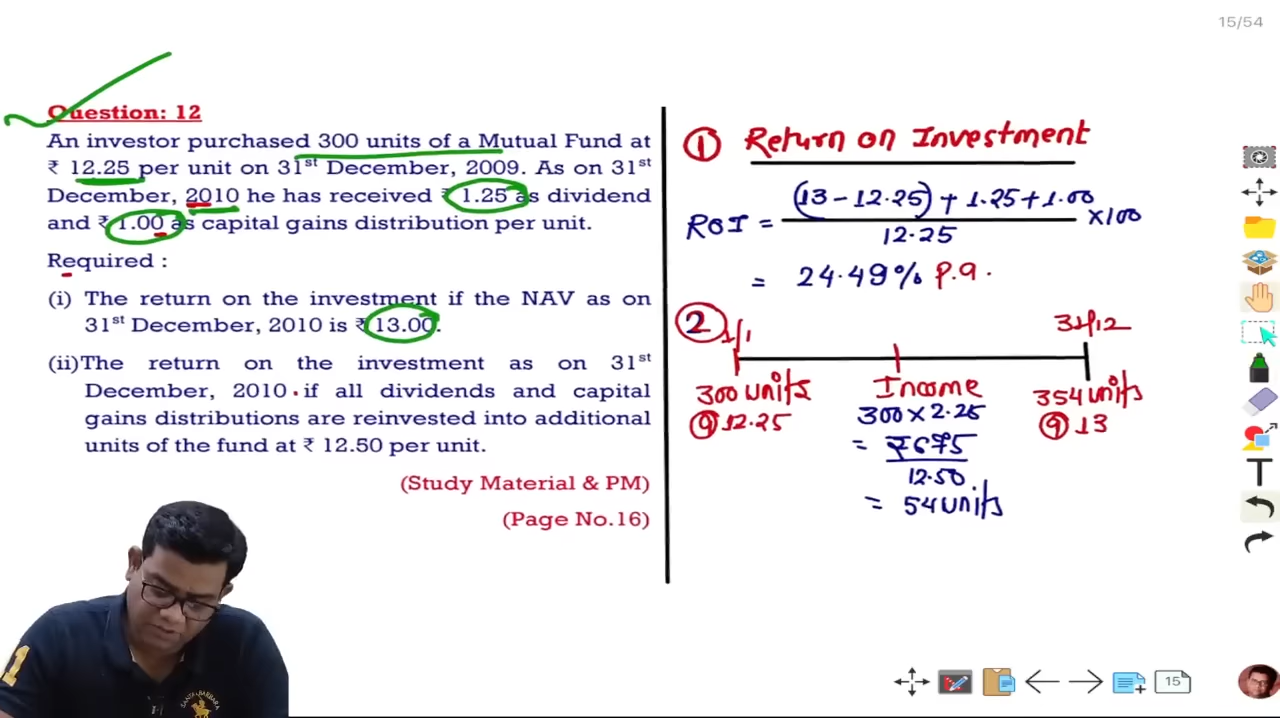 15/54
Question: 12
An investor purchased 300 units of a Mutual Fund at
₹ 12.25 per unit on 31st December, 2009. As on 31st
December, 2010 he has received ₹ 1.25 as dividend
and ₹ 1.00 as capital gains distribution per unit.
Required :
(i) The return on the investment if the NAV as on
31st December, 2010 is ₹ 13.00.
(ii)The return on the investment as on 31st
December, 2010 if all dividends and capital
gains distributions are reinvested into additional
units of the fund at ₹ 12.50 per unit.
(Study Material & PM)
(Page No.16)
1 Return on Investment
ROI = (13 - 12.25) + 1.25 + 1.00 × 100
12.25
= 24.49% p.a.
2
1/1
31/12
300 units Income 354 units
@ 12.25 300 × 2.25 @ 13
= ₹675
12.50
= 54 units
1
SANTA BARBARA
T
15